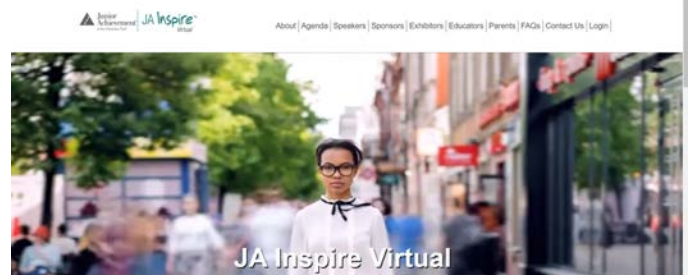 Junior
Achievement
JA Inspire
Virtual
About | Agenda | Speakers | Sponsors | Exhibitors | Educators | Parents | FAQs | Contact Us | Login |
JA Inspire Virtual